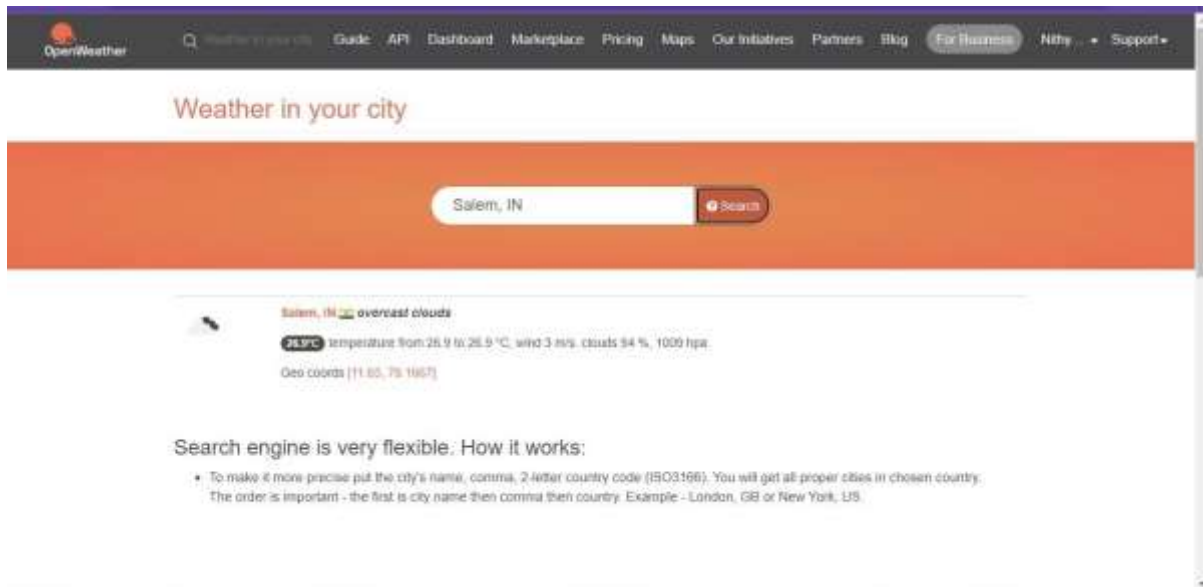 OpenWeather
Weather in your city Guide API Dashboard Marketplace Pricing Maps Our Initiatives Partners Blog For Business Nithy... Support
Weather in your city
Salem, IN Search
Salem, IN overcast clouds
26.9°C temperature from 26.9 to 26.9 °C, wind 3 m/s. clouds 94 %, 1009 hpa
Geo coords [11.65, 78.1667]
Search engine is very flexible. How it works:
• To make it more precise put the city's name, comma, 2-letter country code (ISO3166). You will get all proper cities in chosen country.
The order is important - the first is city name then comma then country. Example - London, GB or New York, US.